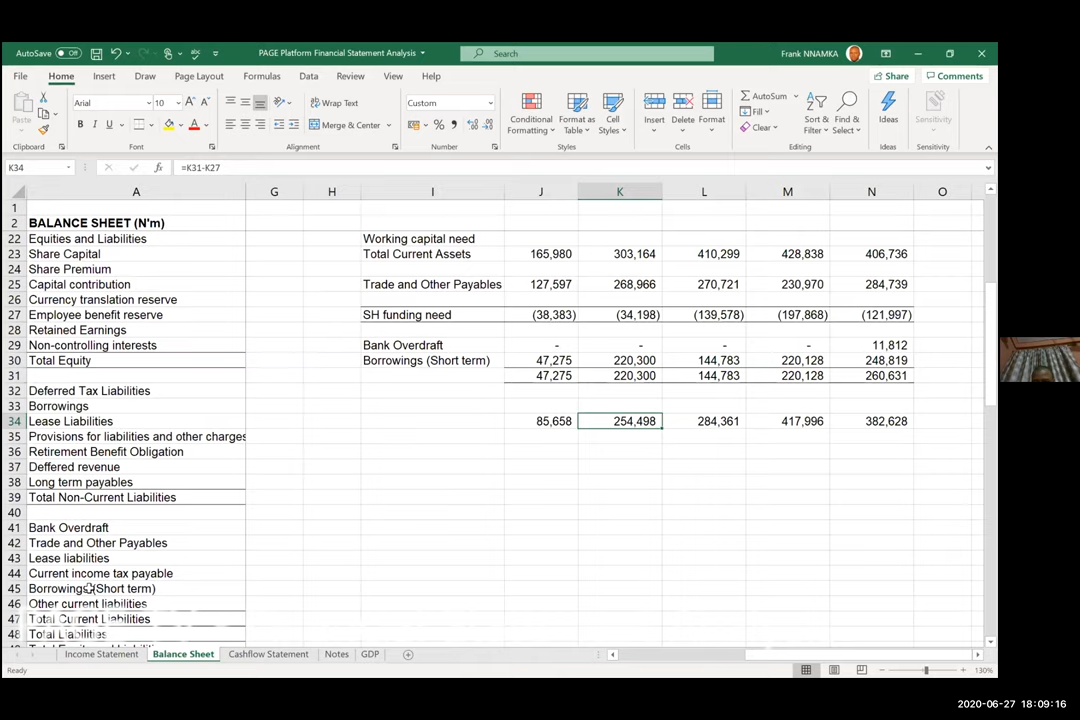 AutoSave Off PAGE Platform Financial Statement Analysis Search Frank NNAMKA
File Home Insert Draw Page Layout Formulas Data Review View Help Share Comments
Paste Arial 10 Wrap Text Custom Conditional Formatting Format as Table Cell Styles Insert Delete Format AutoSum Sort & Filter Find & Select Ideas Sensitivity
B I U Merge & Center Fill
Clear
Clipboard Font Alignment Number Styles Cells Editing Ideas Sensitivity
K34 fx =K31-K27
A G H I J K L M N O
1
2 BALANCE SHEET (N'm)
22 Equities and Liabilities Working capital need
23 Share Capital Total Current Assets 165,980 303,164 410,299 428,838 406,736
24 Share Premium
25 Capital contribution Trade and Other Payables 127,597 268,966 270,721 230,970 284,739
26 Currency translation reserve
27 Employee benefit reserve SH funding need (38,383) (34,198) (139,578) (197,868) (121,997)
28 Retained Earnings
29 Non-controlling interests Bank Overdraft - - - - 11,812
30 Total Equity Borrowings (Short term) 47,275 220,300 144,783 220,128 248,819
31 47,275 220,300 144,783 220,128 260,631
32 Deferred Tax Liabilities
33 Borrowings
34 Lease Liabilities 85,658 254,498 284,361 417,996 382,628
35 Provisions for liabilities and other charges
36 Retirement Benefit Obligation
37 Deffered revenue
38 Long term payables
39 Total Non-Current Liabilities
40
41 Bank Overdraft
42 Trade and Other Payables
43 Lease liabilities
44 Current income tax payable
45 Borrowings (Short term)
46 Other current liabilities
47 Total Current Liabilities
48 Total Liabilities
Income Statement Balance Sheet Cashflow Statement Notes GDP
Ready 130%
2020-06-27 18:09:16